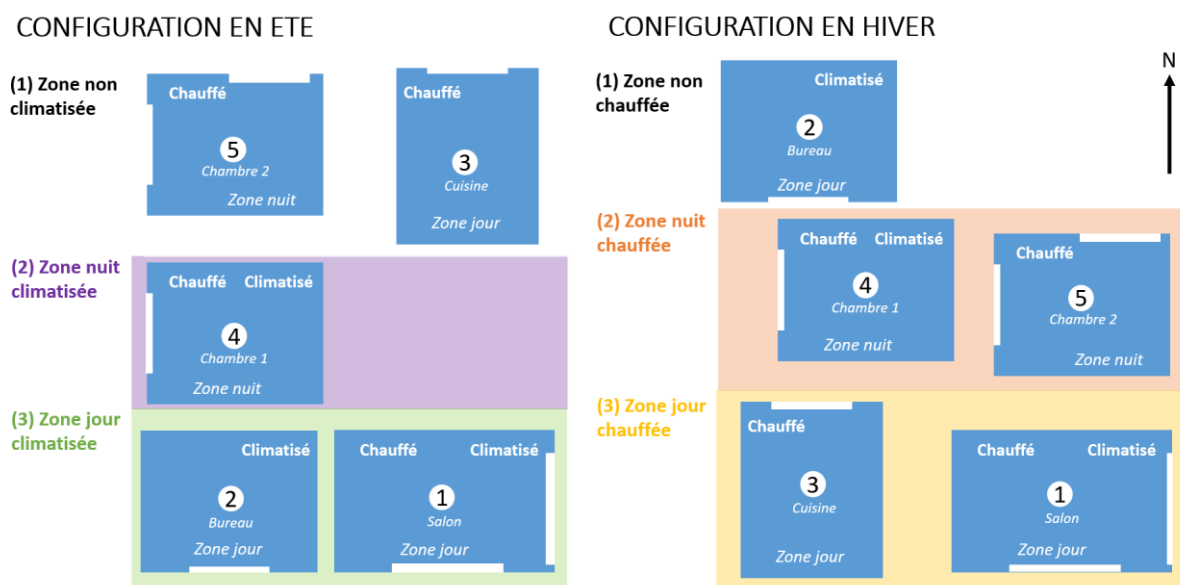 CONFIGURATION EN ETE
(1) Zone non
climatisée
Chauffé
5
Chambre 2
Zone nuit
Chauffé
3
Cuisine
Zone jour
(2) Zone nuit
climatisée
Chauffé Climatisé
4
Chambre 1
Zone nuit
(3) Zone jour
climatisée
Climatisé
2
Bureau
Zone jour
Chauffé Climatisé
1
Salon
Zone jour
CONFIGURATION EN HIVER
N
(1) Zone non
chauffée
Climatisé
2
Bureau
Zone jour
(2) Zone nuit
chauffée
Chauffé Climatisé
4
Chambre 1
Zone nuit
Chauffé
5
Chambre 2
Zone nuit
(3) Zone jour
chauffée
Chauffé
3
Cuisine
Zone jour
Chauffé Climatisé
1
Salon
Zone jour